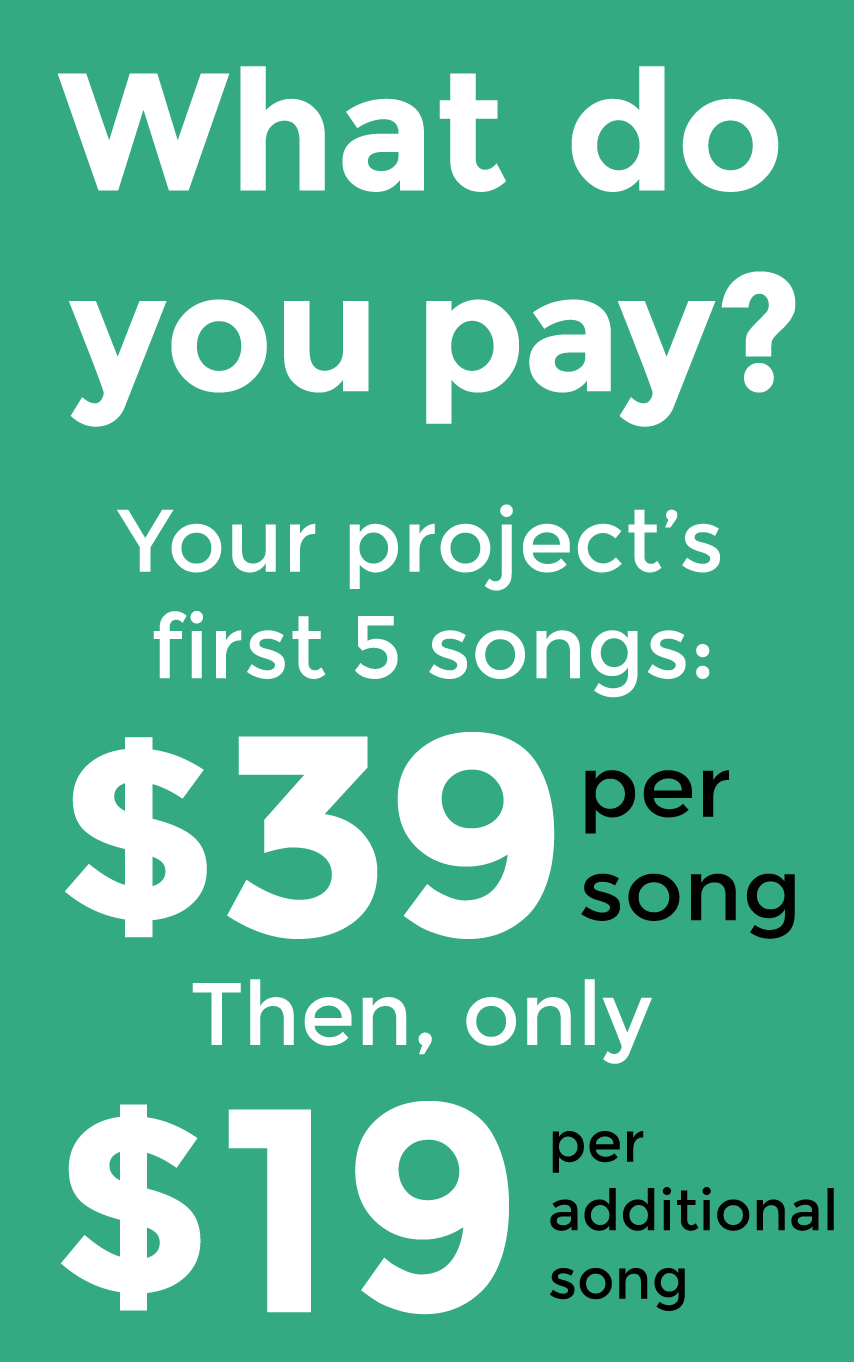 What do
you pay?
Your project’s
first 5 songs:
$39 per
song
Then, only
$19 per
additional
song